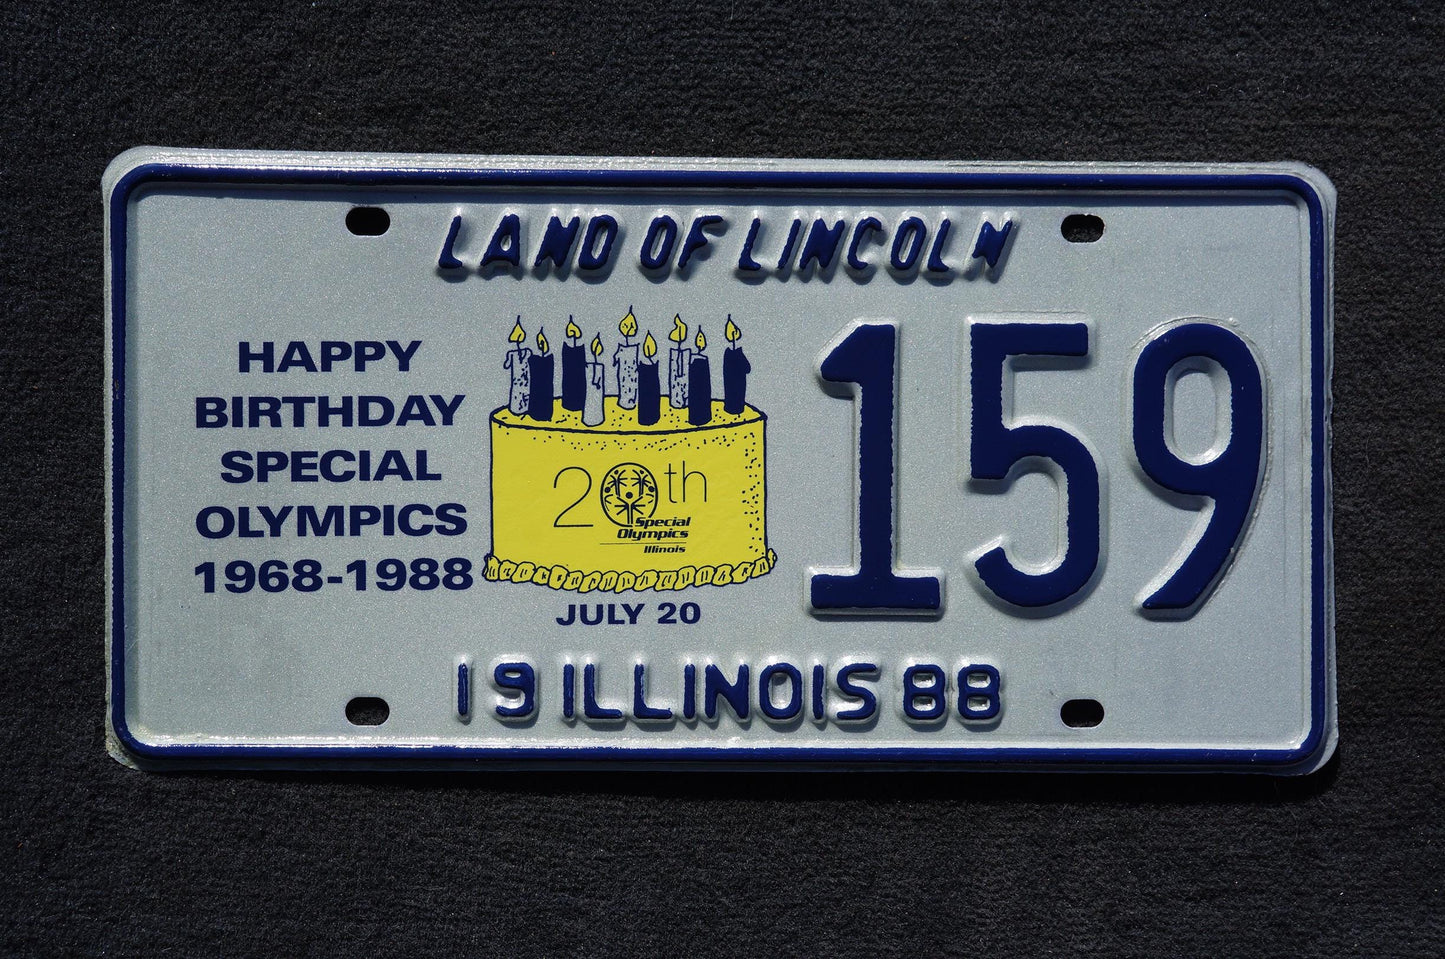 LAND OF LINCOLN
HAPPY
BIRTHDAY
SPECIAL
OLYMPICS
1968-1988
20th
Special
Olympics
Illinois
JULY 20
159
19 ILLINOIS 88